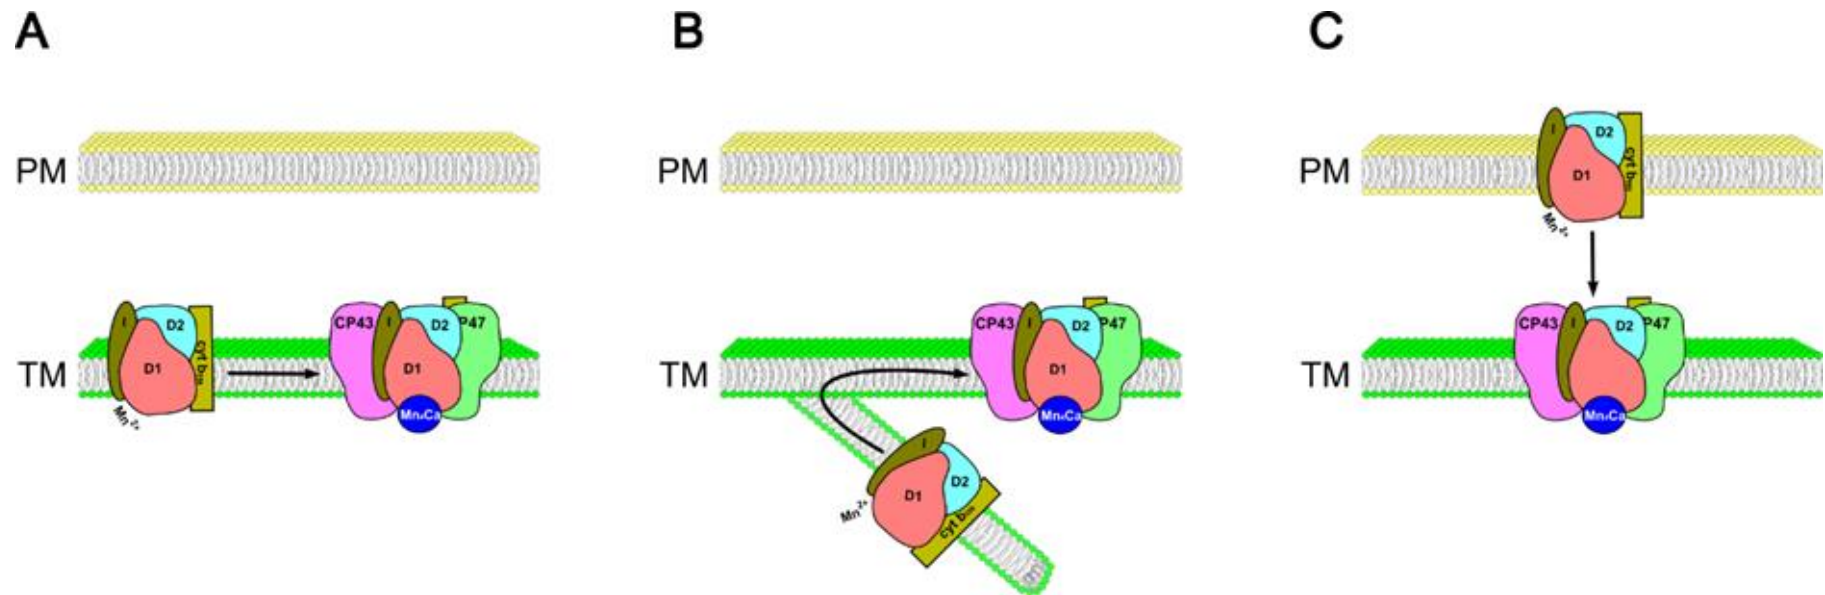 A
B
C
PM
PM
PM
I
D2
D1
cyt b559
Mn2+
TM
I
D2
D1
cyt b559
Mn2+
CP43
I
D2
P47
D1
Mn4Ca
TM
CP43
I
D2
P47
D1
Mn4Ca
I
D2
D1
cyt b559
Mn2+
TM
CP43
I
D2
P47
D1
Mn4Ca